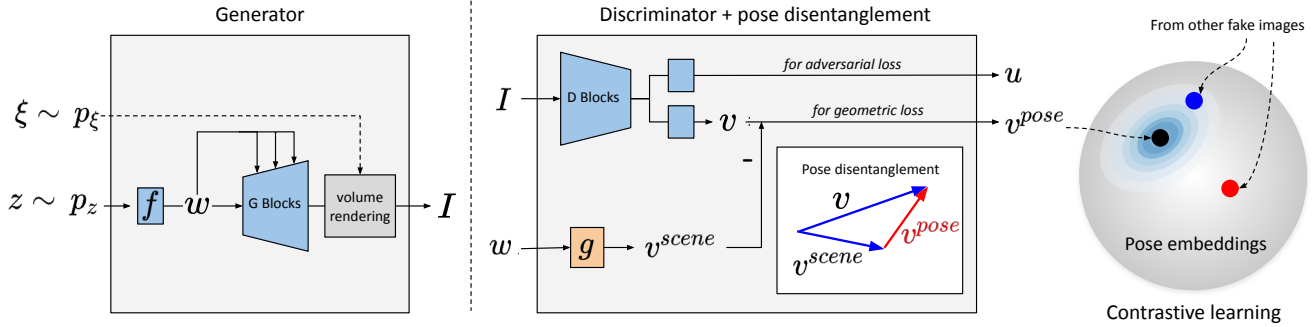 Generator
ξ ∼ p_ξ
z ∼ p_z
f
w
G Blocks
volume
rendering
I
Discriminator + pose disentanglement
I
D Blocks
for adversarial loss
u
v
for geometric loss
v^{pose}
-
w
g
v^{scene}
Pose disentanglement
v
v^{pose}
v^{scene}
From other fake images
Pose embeddings
Contrastive learning